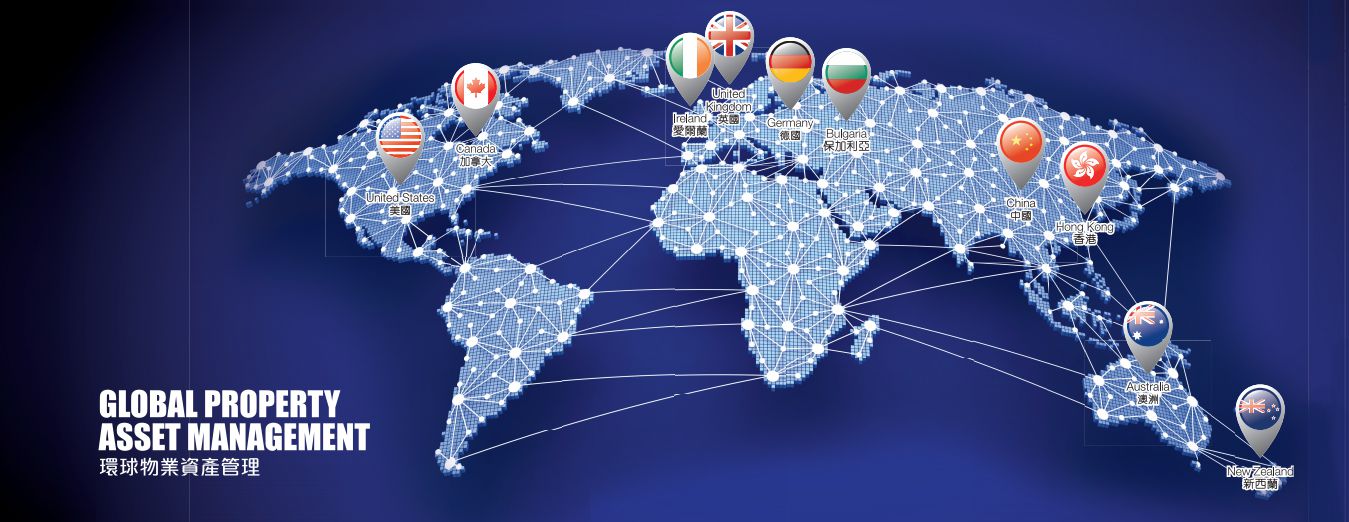 United
Kingdom
英國
Ireland
愛爾蘭
Germany
德國
Bulgaria
保加利亞
Canada
加拿大
United States
美國
China
中國
Hong Kong
香港
Australia
澳洲
GLOBAL PROPERTY
ASSET MANAGEMENT
環球物業資產管理
New Zealand
新西蘭